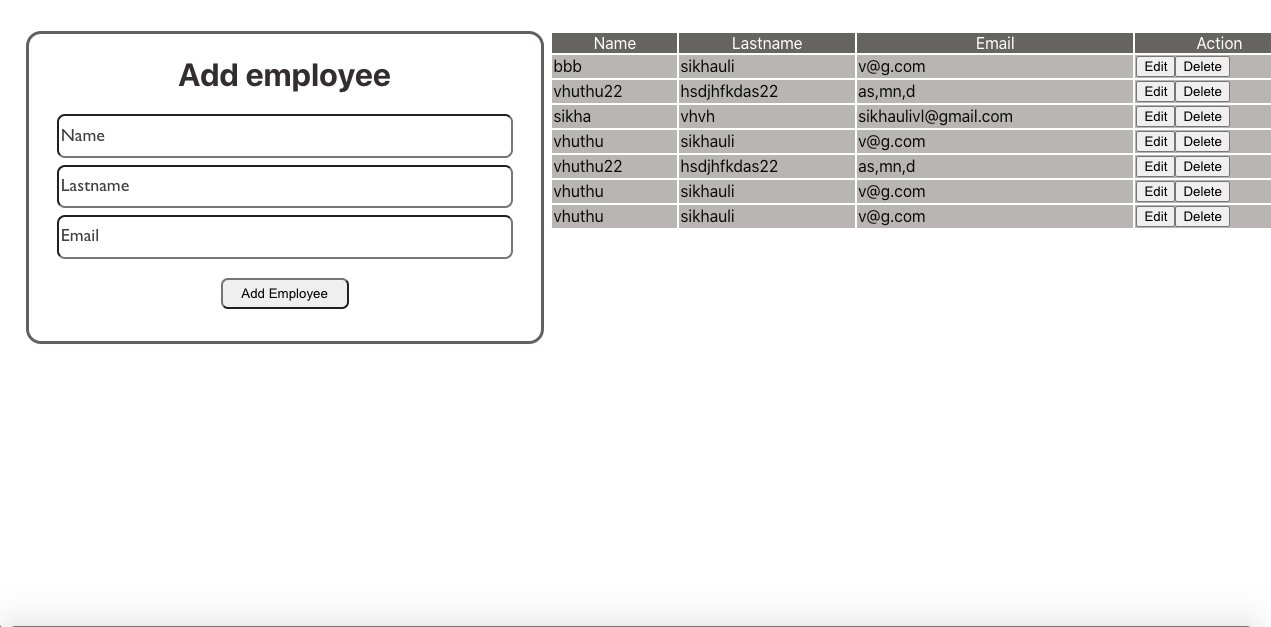 Add employee
Name
Lastname
Email
Add Employee
Name Lastname Email Action
bbb sikhauli v@g.com Edit Delete
vhuthu22 hsdjhfkdas22 as,mn,d Edit Delete
sikha vhvh sikhaulivl@gmail.com Edit Delete
vhuthu sikhauli v@g.com Edit Delete
vhuthu22 hsdjhfkdas22 as,mn,d Edit Delete
vhuthu sikhauli v@g.com Edit Delete
vhuthu sikhauli v@g.com Edit Delete